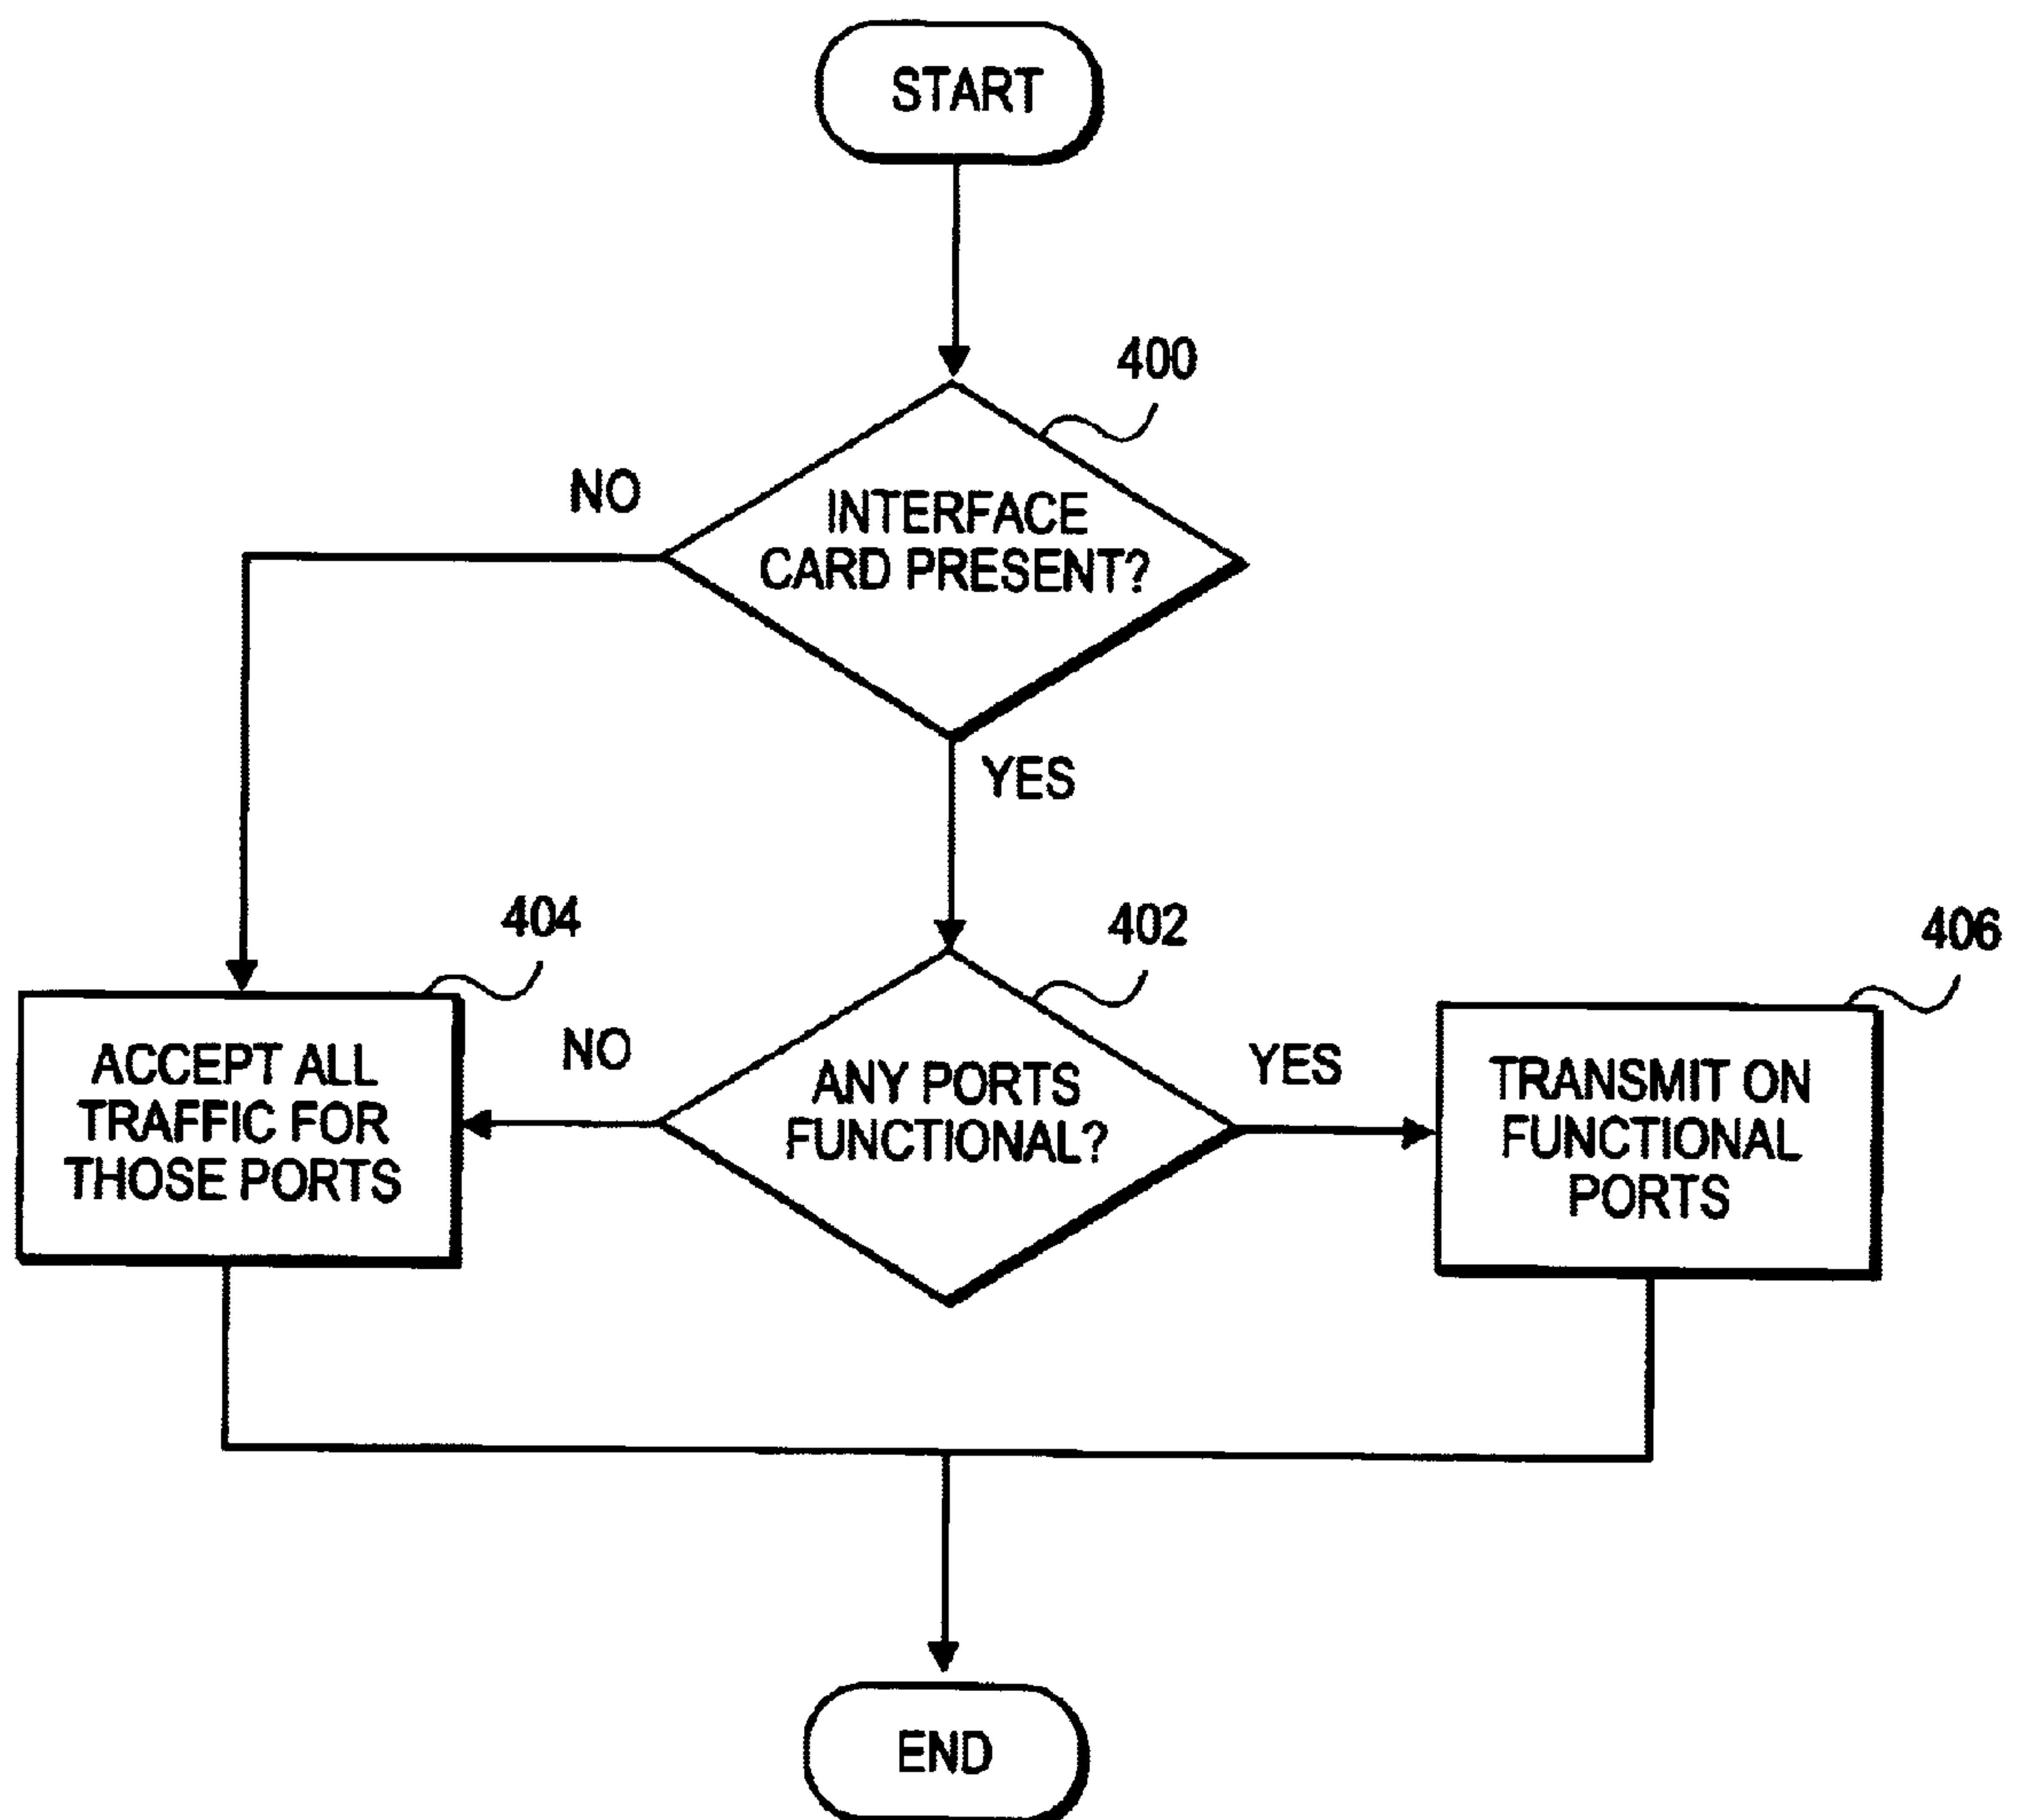 START
400
NO
INTERFACE
CARD PRESENT?
YES
404
402
406
NO
YES
ACCEPT ALL
TRAFFIC FOR
THOSE PORTS
ANY PORTS
FUNCTIONAL?
TRANSMIT ON
FUNCTIONAL
PORTS
END